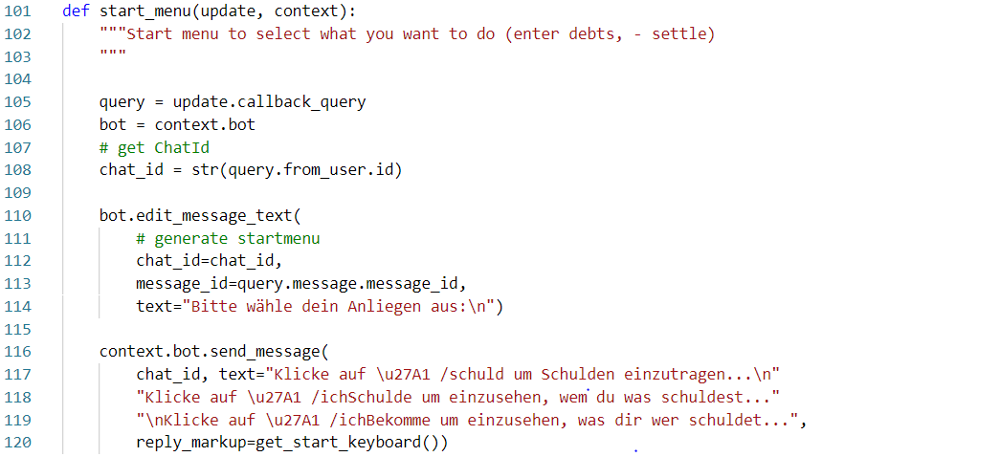 101 def start_menu(update, context):
102 """Start menu to select what you want to do (enter debts, - settle)
103 """
104
105 query = update.callback_query
106 bot = context.bot
107 # get ChatId
108 chat_id = str(query.from_user.id)
109
110 bot.edit_message_text(
111 # generate startmenu
112 chat_id=chat_id,
113 message_id=query.message.message_id,
114 text="Bitte wähle dein Anliegen aus:\n")
115
116 context.bot.send_message(
117 chat_id, text="Klicke auf \u27A1 /schuld um Schulden einzutragen...\n"
118 "Klicke auf \u27A1 /ichSchulde um einzusehen, wem du was schuldest..."
119 "\nKlicke auf \u27A1 /ichBekomme um einzusehen, was dir wer schuldet...",
120 reply_markup=get_start_keyboard())